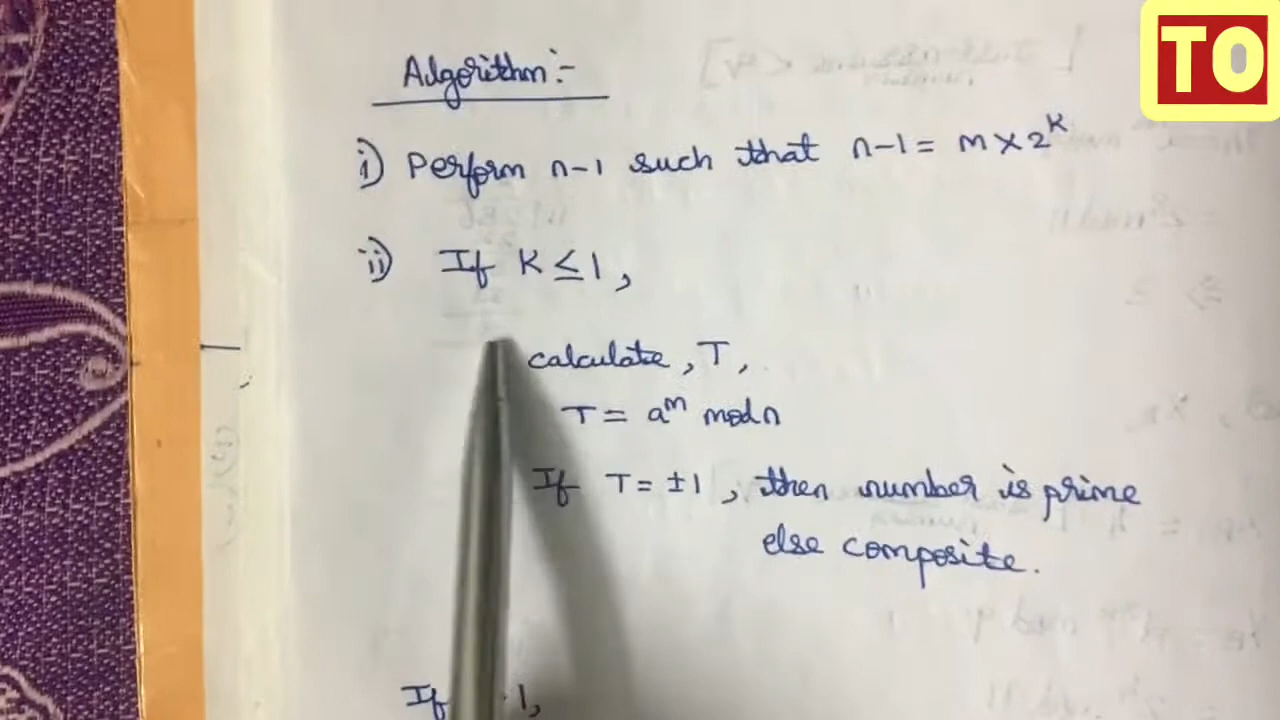 TO
Algorithm:-
i) Perform n-1 such that n-1 = m x 2^k
ii) If K ≤ 1,
calculate, T,
T = a^m mod n
If T = ±1, then number is prime
else composite.
If 1,